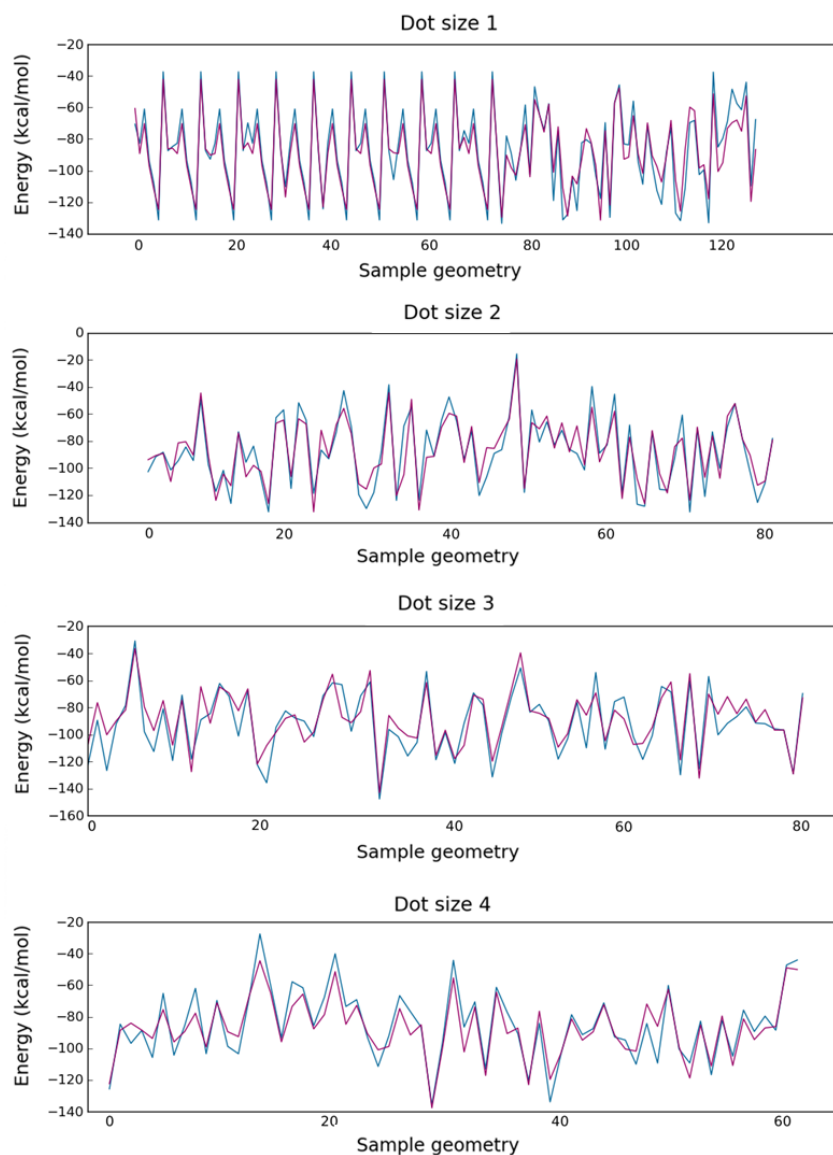 Dot size 1
Energy (kcal/mol)
−20
−40
−60
−80
−100
−120
−140
0 20 40 60 80 100 120
Sample geometry
Dot size 2
Energy (kcal/mol)
0
−20
−40
−60
−80
−100
−120
−140
0 20 40 60 80
Sample geometry
Dot size 3
Energy (kcal/mol)
−20
−40
−60
−80
−100
−120
−140
−160
0 20 40 60 80
Sample geometry
Dot size 4
Energy (kcal/mol)
−20
−40
−60
−80
−100
−120
−140
0 20 40 60
Sample geometry